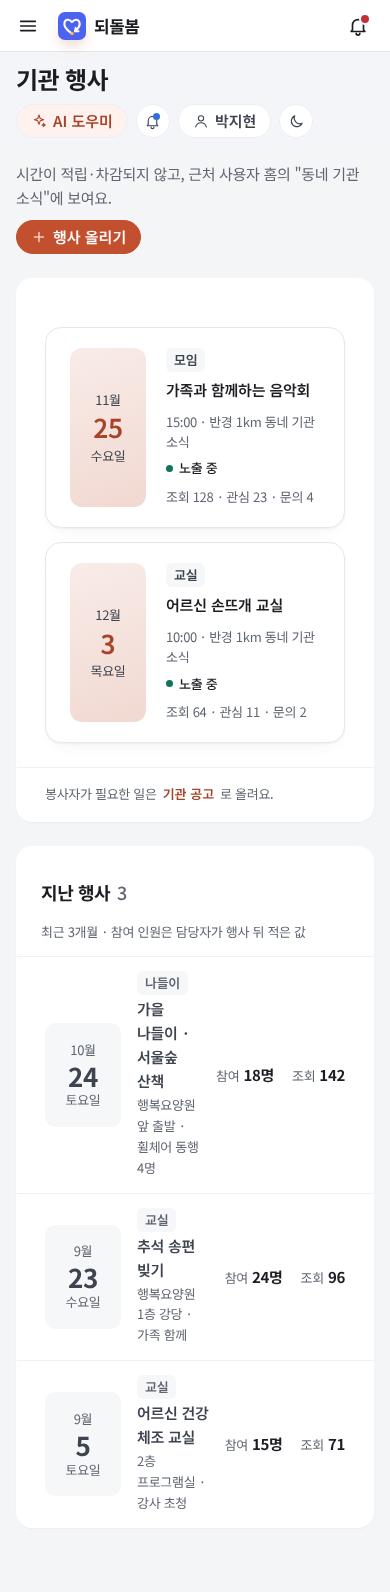 되돌봄
기관 행사
AI 도우미
박지현
시간이 적립·차감되지 않고, 근처 사용자 홈의 "동네 기관
소식"에 보여요.
+ 행사 올리기
모임
11월
25
수요일
가족과 함께하는 음악회
15:00 · 반경 1km 동네 기관
소식
노출 중
조회 128 · 관심 23 · 문의 4
교실
12월
3
목요일
어르신 손뜨개 교실
10:00 · 반경 1km 동네 기관
소식
노출 중
조회 64 · 관심 11 · 문의 2
봉사자가 필요한 일은 기관 공고 로 올려요.
지난 행사 3
최근 3개월 · 참여 인원은 담당자가 행사 뒤 적은 값
10월
24
토요일
나들이
가을
나들이 ·
서울숲
산책
행복요양원
앞 출발 ·
휠체어 동행
4명
참여 18명 조회 142
9월
23
수요일
교실
추석 송편
빚기
행복요양원
1층 강당 ·
가족 함께
참여 24명 조회 96
9월
5
토요일
교실
어르신 건강
체조 교실
2층
프로그램실 ·
강사 초청
참여 15명 조회 71